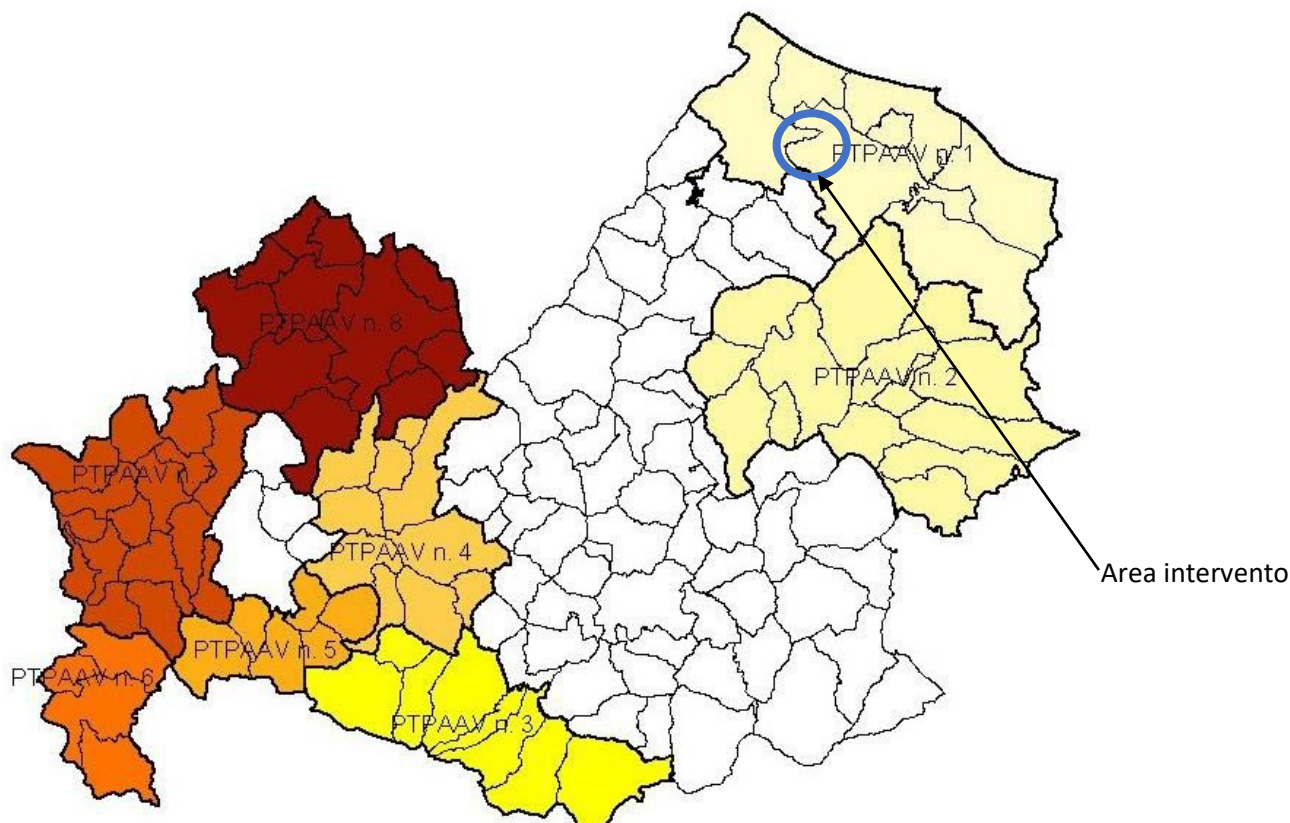 PTPAAV n. 1
PTPAAV n. 8
PTPAAV n. 2
PTPAAV n. 7
PTPAAV n. 4
Area intervento
PTPAAV n. 5
PTPAAV n. 6
PTPAAV n. 3